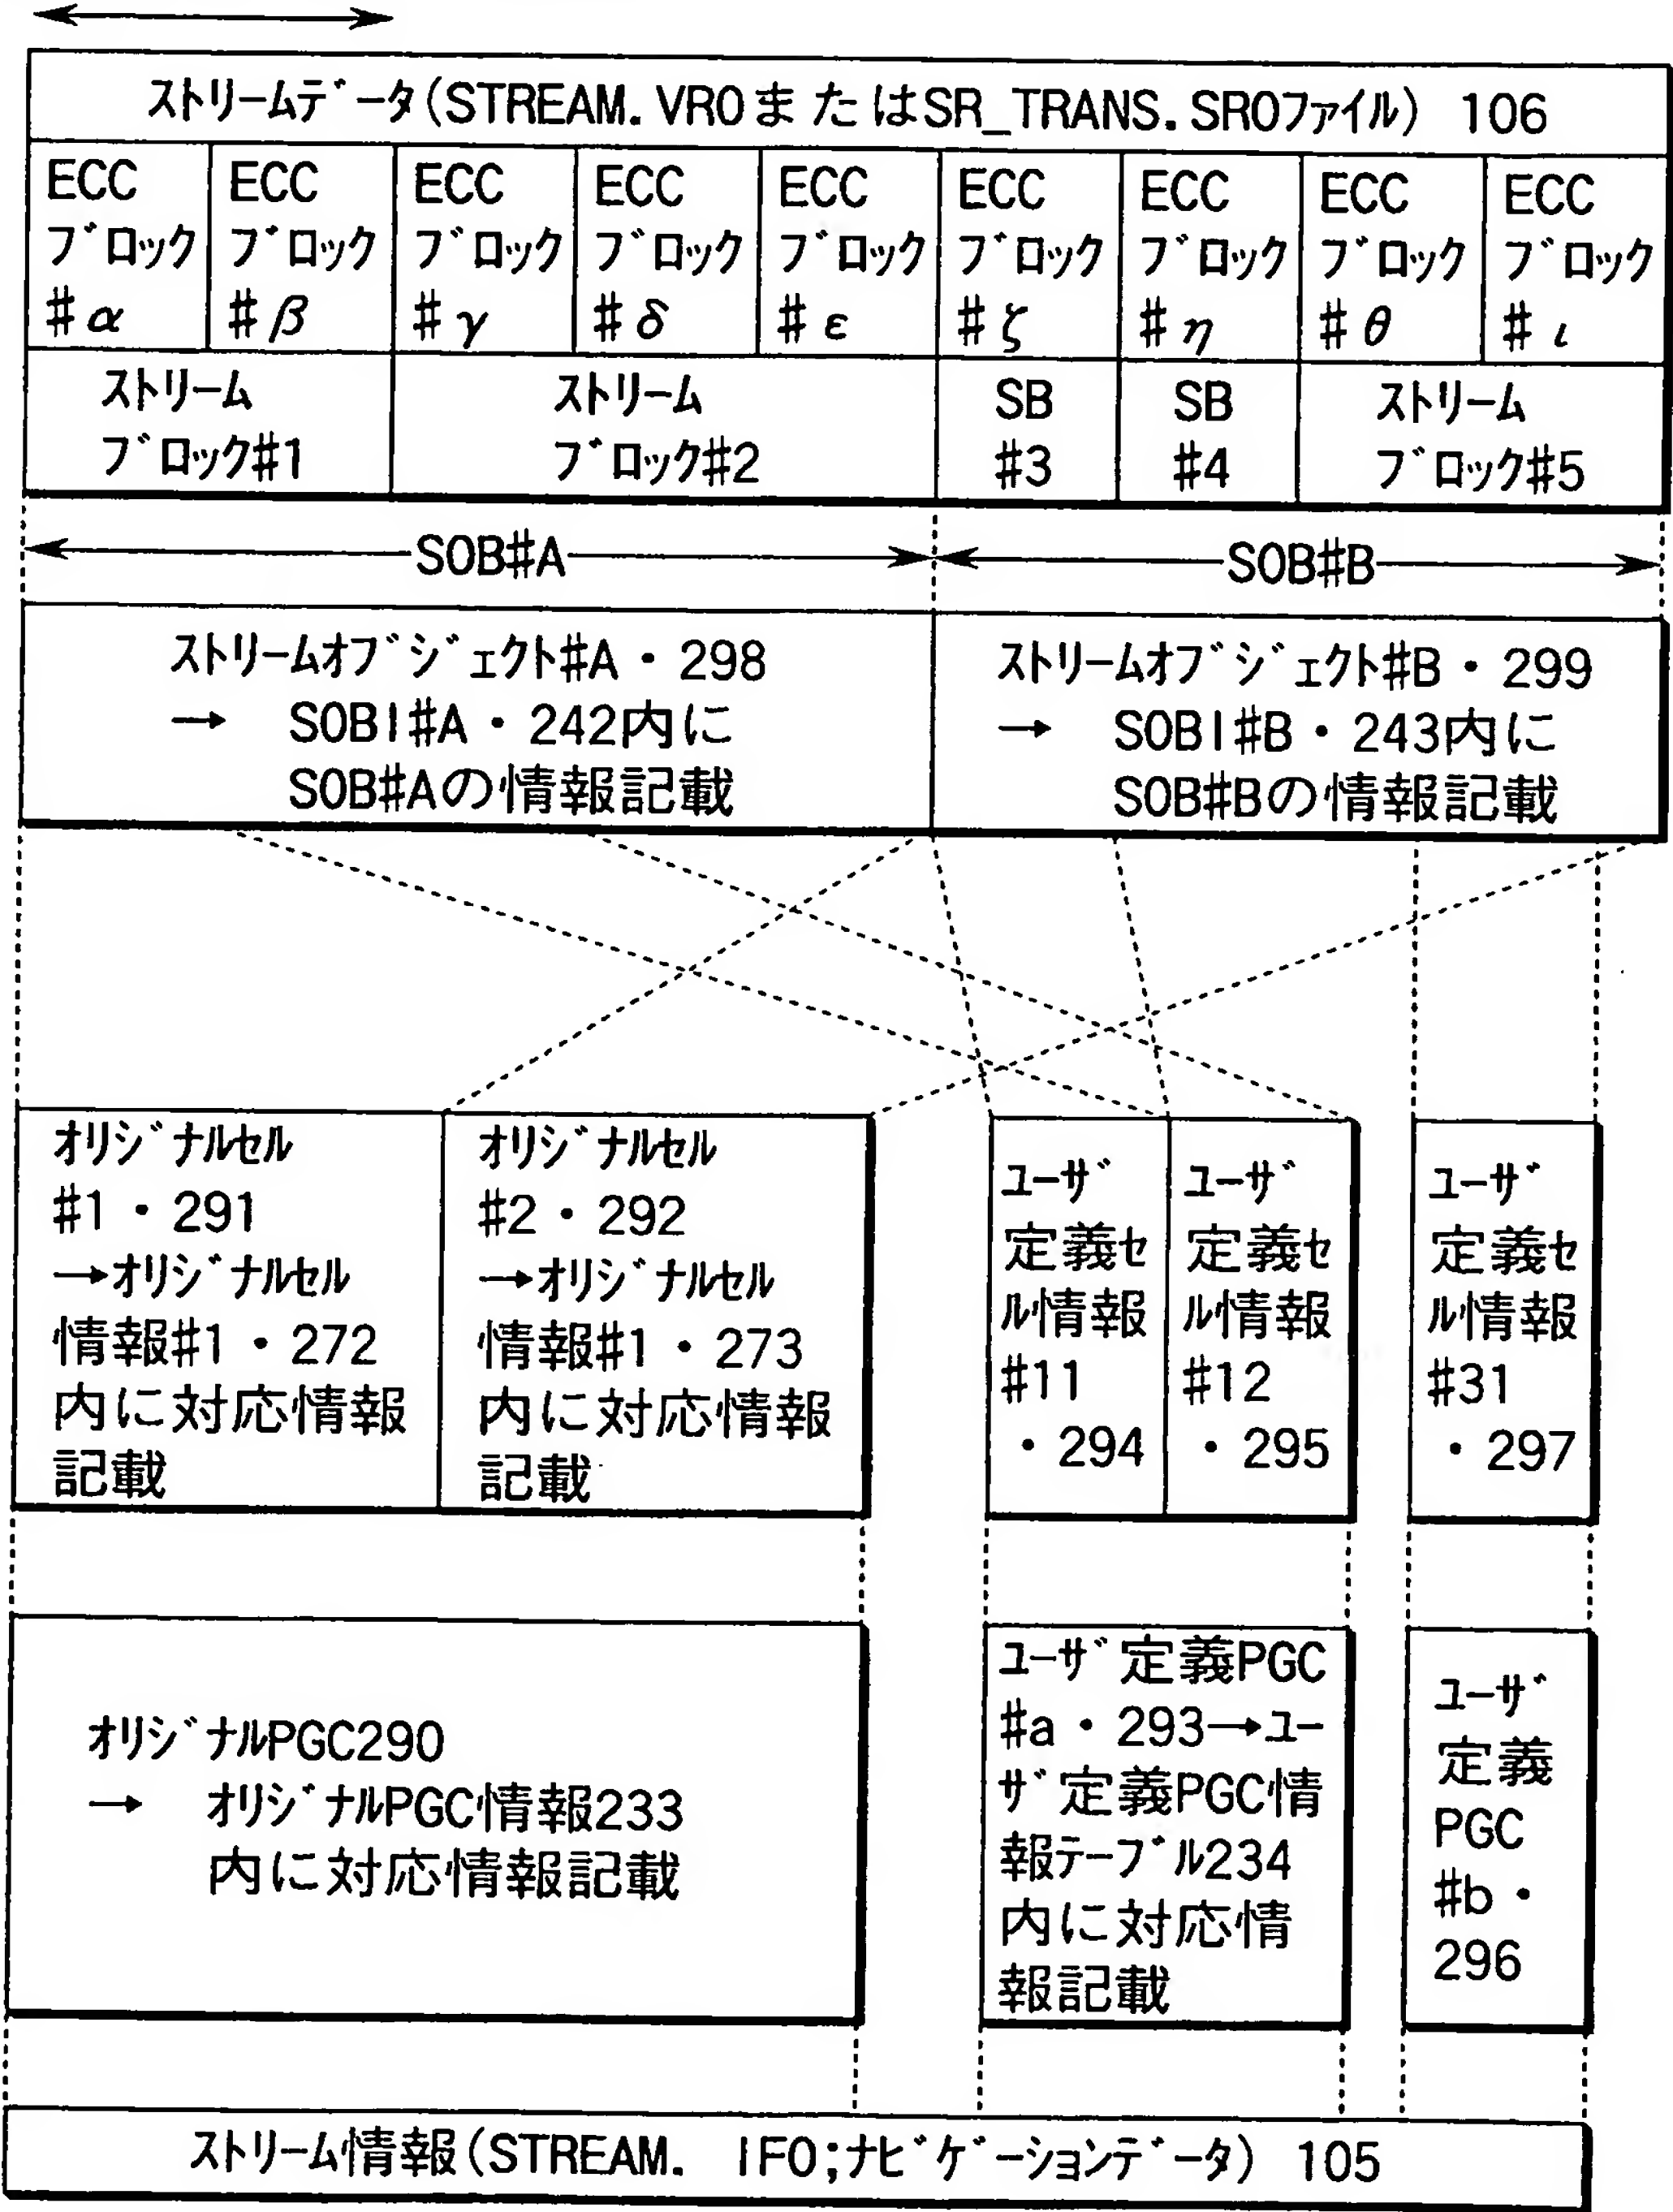 ストリームデータ(STREAM. VROまたはSR_TRANS. SROファイル) 106
ECC
ブロック
#α
ECC
ブロック
#β
ECC
ブロック
#γ
ECC
ブロック
#δ
ECC
ブロック
#ε
ECC
ブロック
#ζ
ECC
ブロック
#η
ECC
ブロック
#θ
ECC
ブロック
#ι
ストリーム
ブロック#1
ストリーム
ブロック#2
SB
#3
SB
#4
ストリーム
ブロック#5
SOB#A
SOB#B
ストリームオブジェクト#A・298
→ SOBI#A・242内に
SOB#Aの情報記載
ストリームオブジェクト#B・299
→ SOBI#B・243内に
SOB#Bの情報記載
オリジナルセル
#1・291
→オリジナルセル
情報#1・272
内に対応情報
記載
オリジナルセル
#2・292
→オリジナルセル
情報#1・273
内に対応情報
記載
ユーザ
定義セ
ル情報
#11
・294
ユーザ
定義セ
ル情報
#12
・295
ユーザ
定義セ
ル情報
#31
・297
オリジナルPGC290
→ オリジナルPGC情報233
内に対応情報記載
ユーザ定義PGC
#a・293→ユー
ザ定義PGC情
報テーブル234
内に対応情
報記載
ユーザ
定義
PGC
#b・
296
ストリーム情報(STREAM. IFO;ナビゲーションデータ) 105